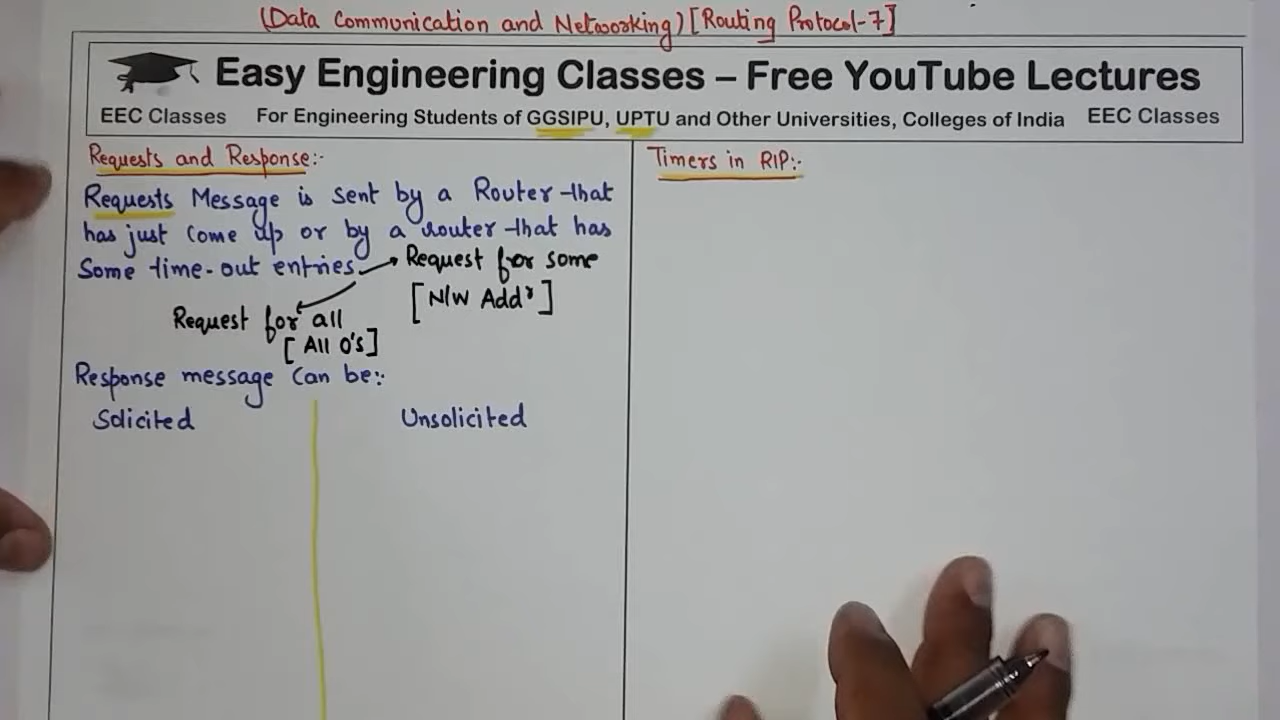 (Data Communication and Networking) [Routing Protocol-7]
Easy Engineering Classes – Free YouTube Lectures
EEC Classes For Engineering Students of GGSIPU, UPTU and Other Universities, Colleges of India EEC Classes
Requests and Response:-
Requests Message is sent by a Router that
has just come up or by a router that has
Some time-out entries
Request for some
[N/W Addr]
Request for all
[All 0's]
Response message can be:-
Solicited
Unsolicited
Timers in RIP:-